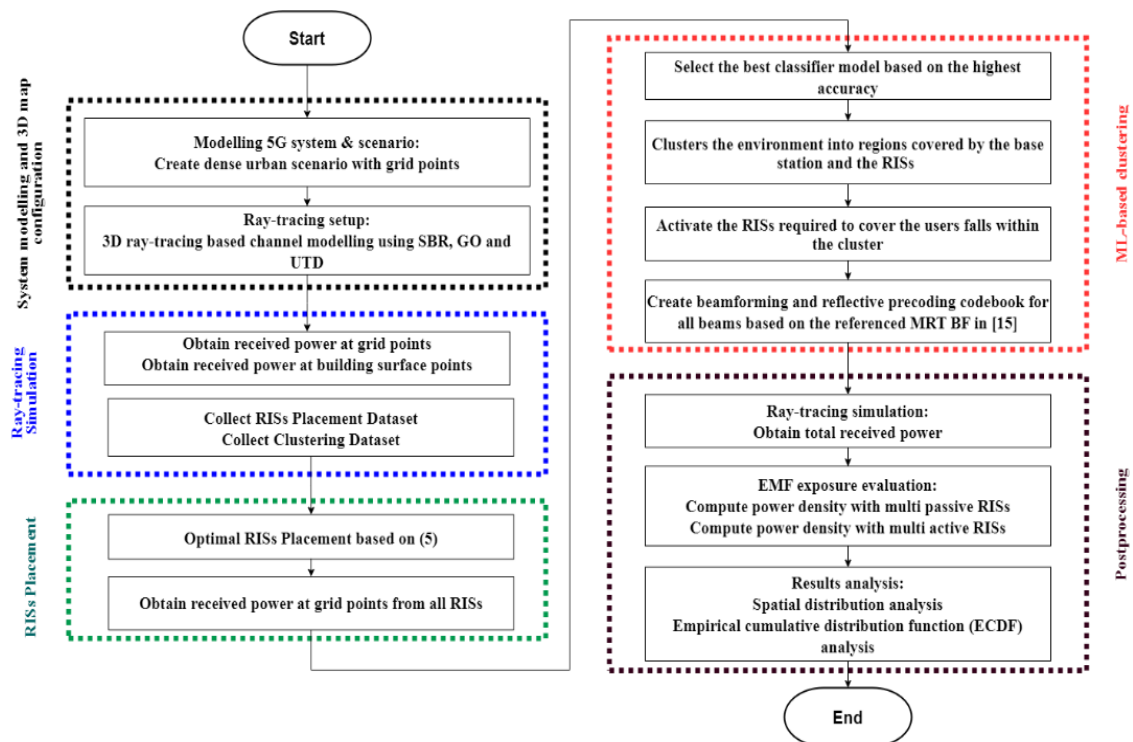 Start
System modelling and 3D map
configuration
Modelling 5G system & scenario:
Create dense urban scenario with grid points
Ray-tracing setup:
3D ray-tracing based channel modelling using SBR, GO and
UTD
Ray-tracing
Simulation
Obtain received power at grid points
Obtain received power at building surface points
Collect RISs Placement Dataset
Collect Clustering Dataset
RISs Placement
Optimal RISs Placement based on (5)
Obtain received power at grid points from all RISs
ML-based clustering
Select the best classifier model based on the highest
accuracy
Clusters the environment into regions covered by the base
station and the RISs
Activate the RISs required to cover the users falls within
the cluster
Create beamforming and reflective precoding codebook for
all beams based on the referenced MRT BF in [15]
Postprocessing
Ray-tracing simulation:
Obtain total received power
EMF exposure evaluation:
Compute power density with multi passive RISs
Compute power density with multi active RISs
Results analysis:
Spatial distribution analysis
Empirical cumulative distribution function (ECDF)
analysis
End